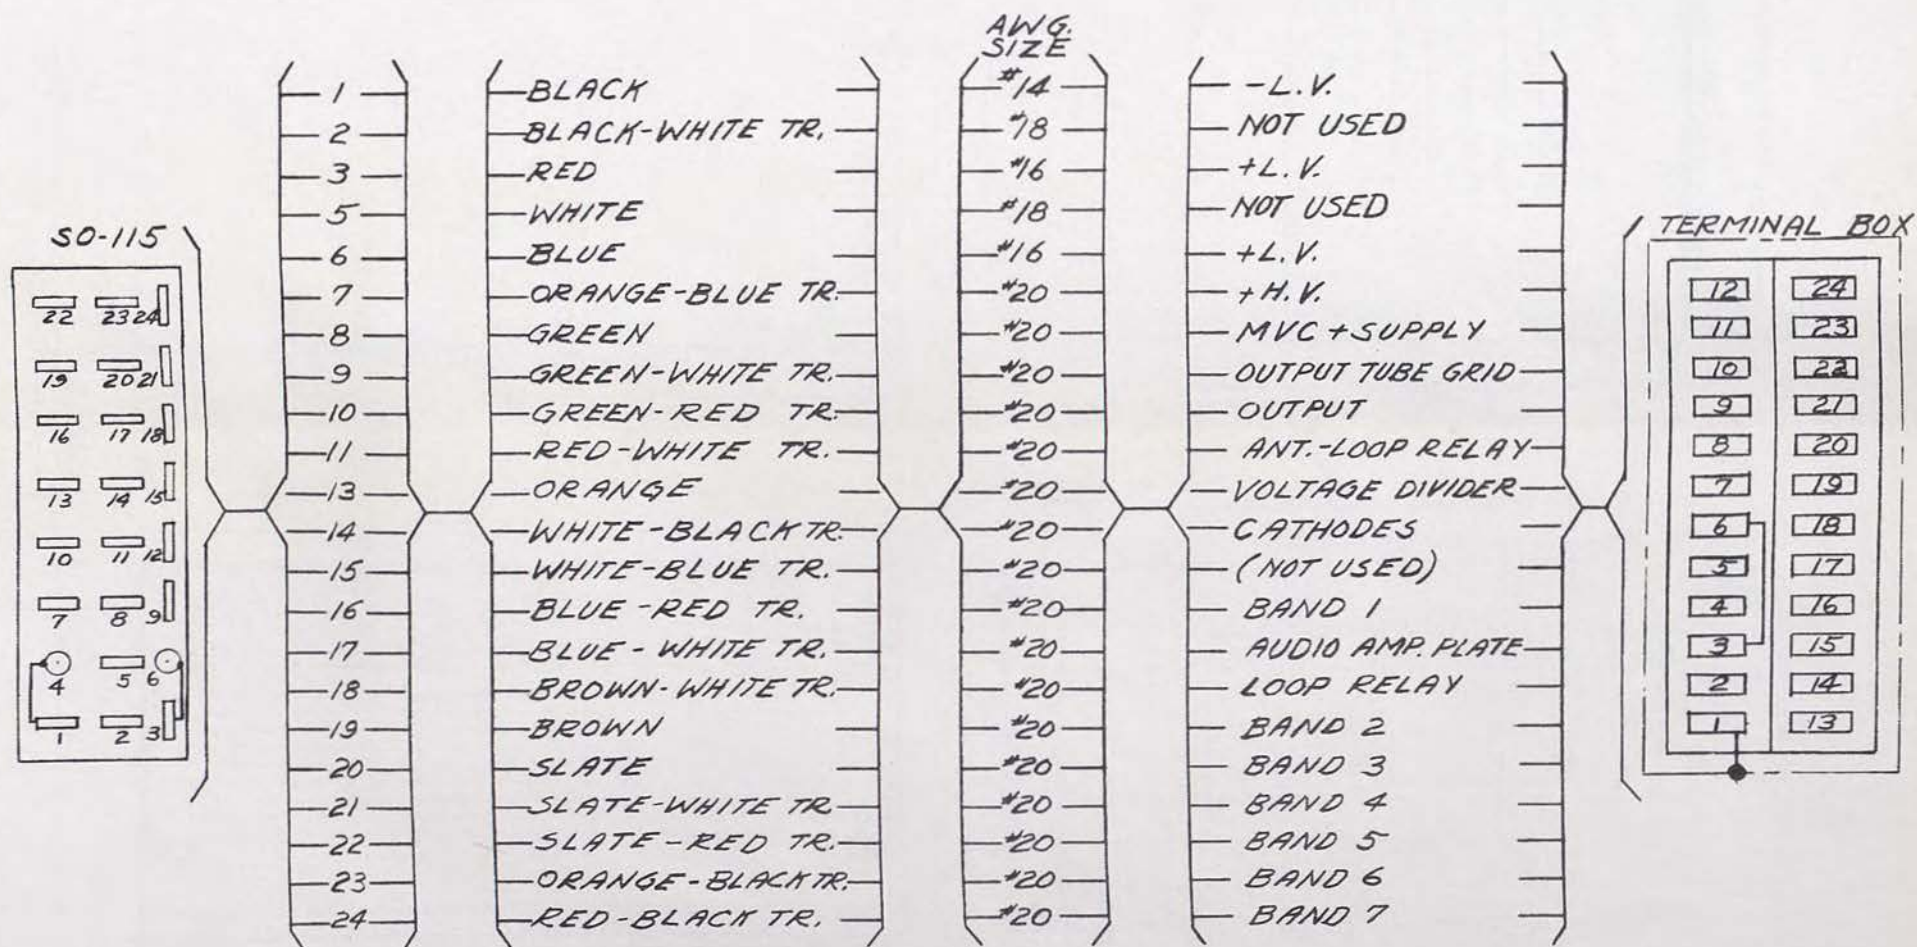 AWG.
SIZE
1 BLACK #14 -L.V.
2 BLACK-WHITE TR. #18 NOT USED
3 RED #16 +L.V.
5 WHITE #18 NOT USED
6 BLUE #16 +L.V.
7 ORANGE-BLUE TR. #20 +H.V.
8 GREEN #20 MVC + SUPPLY
9 GREEN-WHITE TR. #20 OUTPUT TUBE GRID
10 GREEN-RED TR. #20 OUTPUT
11 RED-WHITE TR. #20 ANT.-LOOP RELAY
13 ORANGE #20 VOLTAGE DIVIDER
14 WHITE-BLACK TR. #20 CATHODES
15 WHITE-BLUE TR. #20 (NOT USED)
16 BLUE-RED TR. #20 BAND 1
17 BLUE-WHITE TR. #20 AUDIO AMP. PLATE
18 BROWN-WHITE TR. #20 LOOP RELAY
19 BROWN #20 BAND 2
20 SLATE #20 BAND 3
21 SLATE-WHITE TR #20 BAND 4
22 SLATE-RED TR. #20 BAND 5
23 ORANGE-BLACK TR. #20 BAND 6
24 RED-BLACK TR. #20 BAND 7
SO-115
22 23 24
19 20 21
16 17 18
13 14 15
10 11 12
7 8 9
4 5 6
1 2 3
TERMINAL BOX
12 24
11 23
10 22
9 21
8 20
7 19
6 18
5 17
4 16
3 15
2 14
1 13